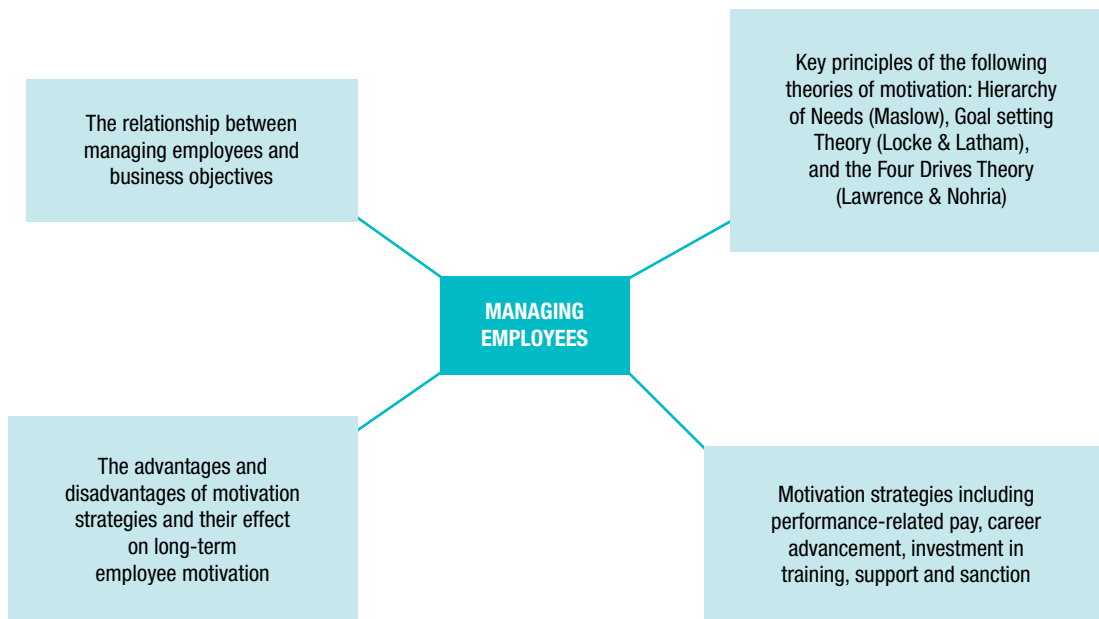 The relationship between
managing employees and
business objectives
Key principles of the following
theories of motivation: Hierarchy
of Needs (Maslow), Goal setting
Theory (Locke & Latham),
and the Four Drives Theory
(Lawrence & Nohria)
MANAGING
EMPLOYEES
The advantages and
disadvantages of motivation
strategies and their effect
on long-term
employee motivation
Motivation strategies including
performance-related pay, career
advancement, investment in
training, support and sanction